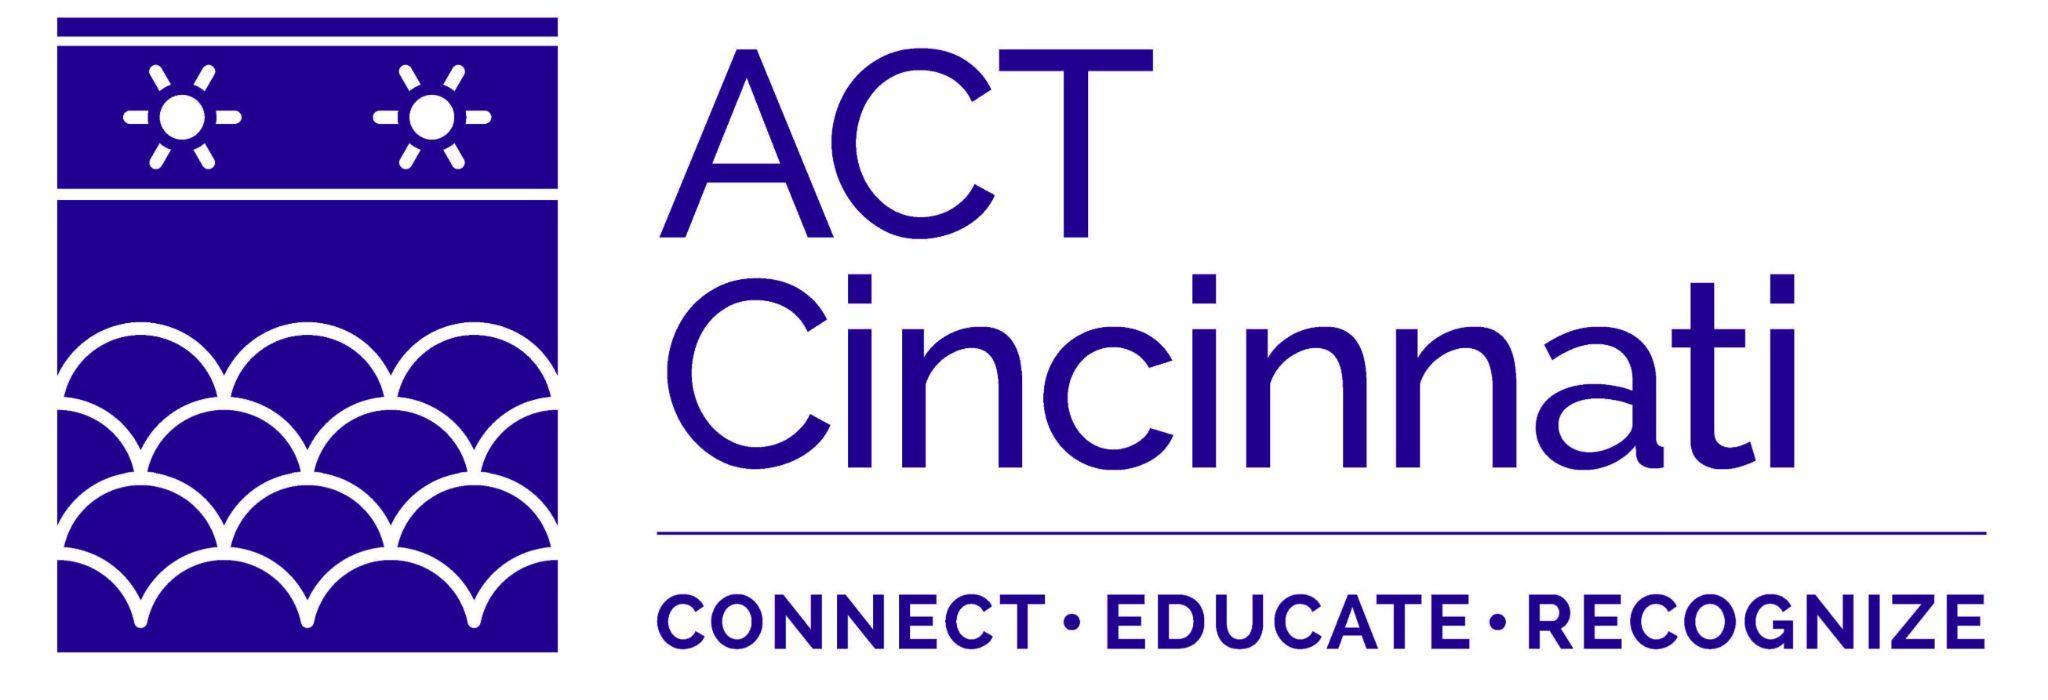 ACT
Cincinnati
CONNECT • EDUCATE • RECOGNIZE